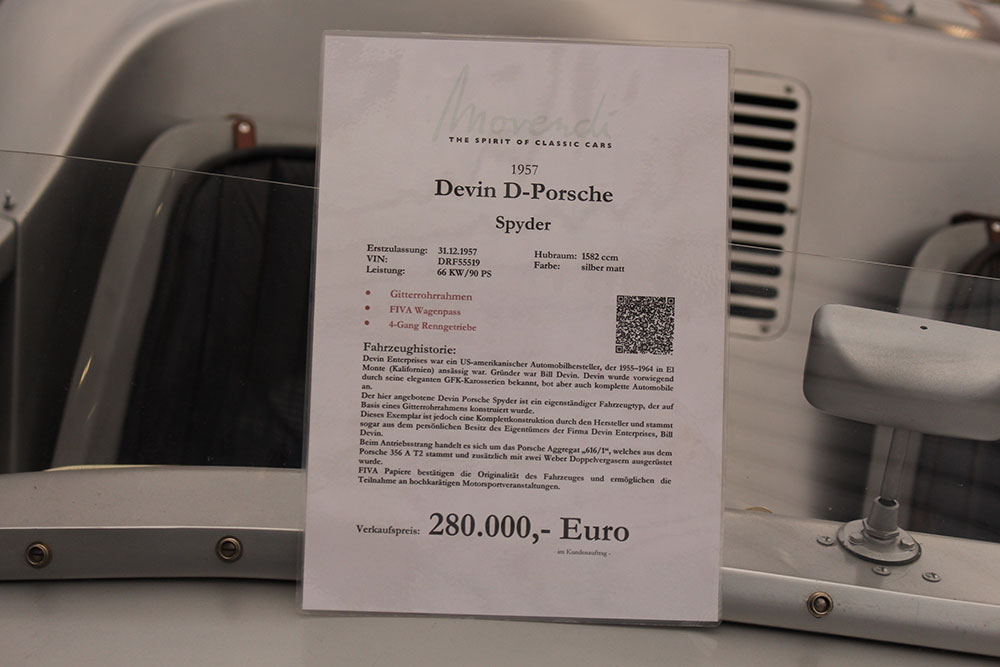 Movendi
THE SPIRIT OF CLASSIC CARS
1957
Devin D-Porsche
Spyder
Erstzulassung: 31.12.1957
VIN: DRF55519
Leistung: 66 KW/90 PS
Hubraum: 1582 ccm
Farbe: silber matt
• Gitterrohrrahmen
• FIVA Wagenpass
• 4-Gang Renngetriebe
Fahrzeughistorie:
Devin Enterprises war ein US-amerikanischer Automobilhersteller, der 1955-1964 in El
Monte (Kalifornien) ansässig war. Gründer war Bill Devin. Devin wurde vorwiegend
durch seine eleganten GFK-Karosserien bekannt, bot aber auch komplette Automobile
an.
Der hier angebotene Devin Porsche Spyder ist ein eigenständiger Fahrzeugtyp, der auf
Basis eines Gitterrohrrahmens konstruiert wurde.
Dieses Exemplar ist jedoch eine Komplettkonstruktion durch den Hersteller und stammt
sogar aus dem persönlichen Besitz des Eigentümers der Firma Devin Enterprises, Bill
Devin.
Beim Antriebsstrang handelt es sich um das Porsche Aggregat „616/1“, welches aus dem
Porsche 356 A T2 stammt und zusätzlich mit zwei Weber Doppelvergasern ausgerüstet
wurde.
FIVA Papiere bestätigen die Originalität des Fahrzeuges und ermöglichen die
Teilnahme an hochkarätigen Motorsportveranstaltungen.
Verkaufspreis: 280.000,- Euro
- im Kundenauftrag -